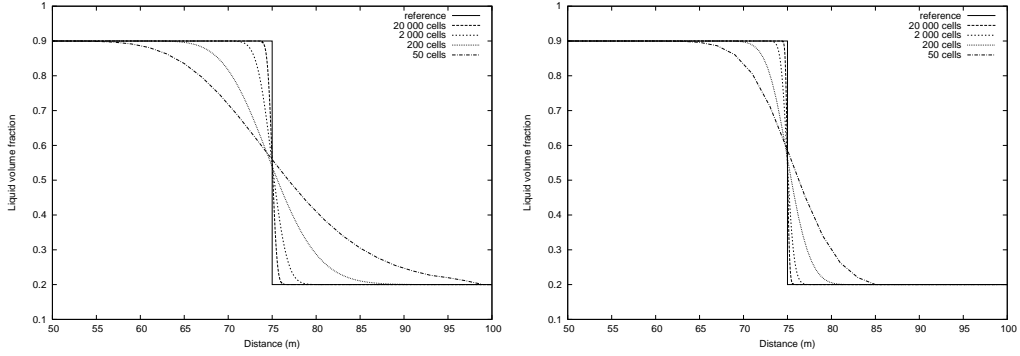 1
0.9
0.8
0.7
0.6
0.5
0.4
0.3
0.2
0.1
Liquid volume fraction
50 55 60 65 70 75 80 85 90 95 100
Distance (m)
reference
20 000 cells
2 000 cells
200 cells
50 cells
1
0.9
0.8
0.7
0.6
0.5
0.4
0.3
0.2
0.1
Liquid volume fraction
50 55 60 65 70 75 80 85 90 95 100
Distance (m)
reference
20 000 cells
2 000 cells
200 cells
50 cells